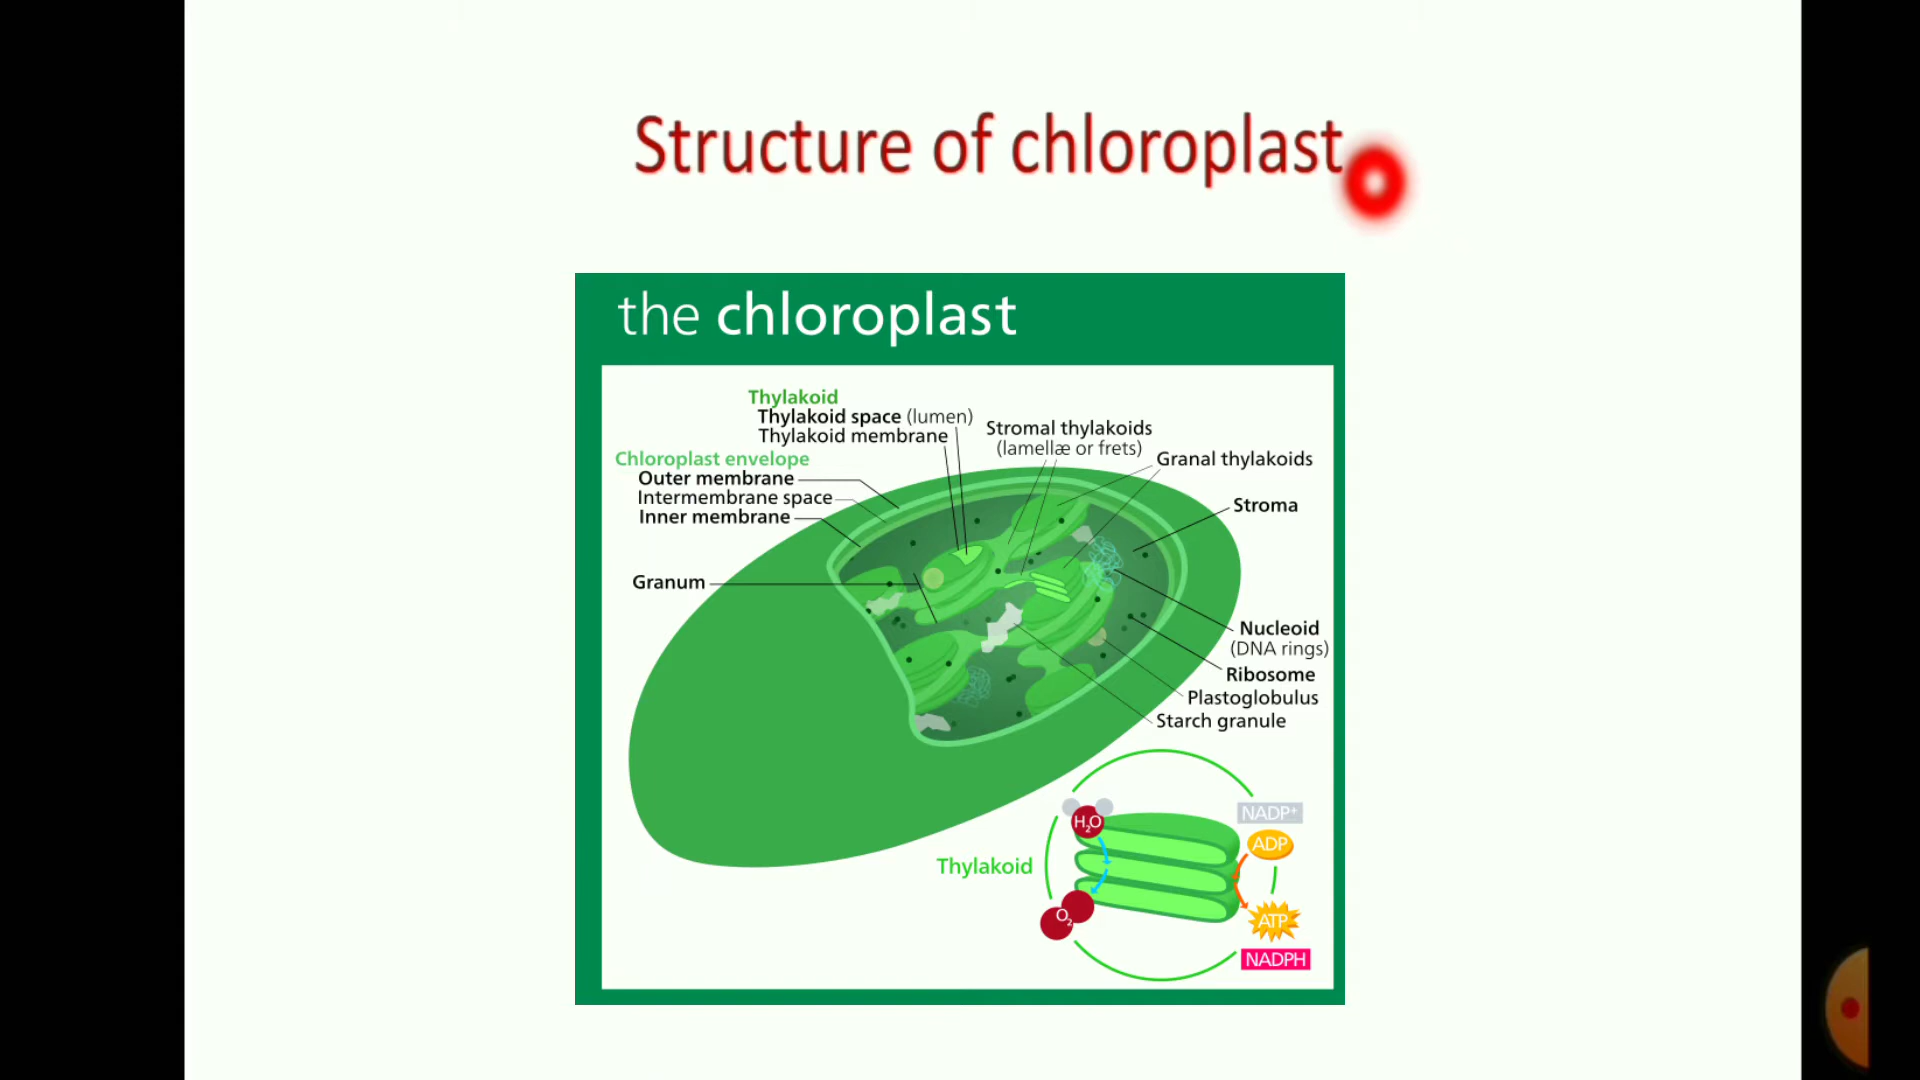 Structure of chloroplast
the chloroplast
Thylakoid
Thylakoid space (lumen)
Thylakoid membrane
Stromal thylakoids
(lamellæ or frets)
Granal thylakoids
Chloroplast envelope
Outer membrane
Intermembrane space
Inner membrane
Stroma
Granum
Nucleoid
(DNA rings)
Ribosome
Plastoglobulus
Starch granule
H₂O
NADP⁺
ADP
Thylakoid
O₂
ATP
NADPH